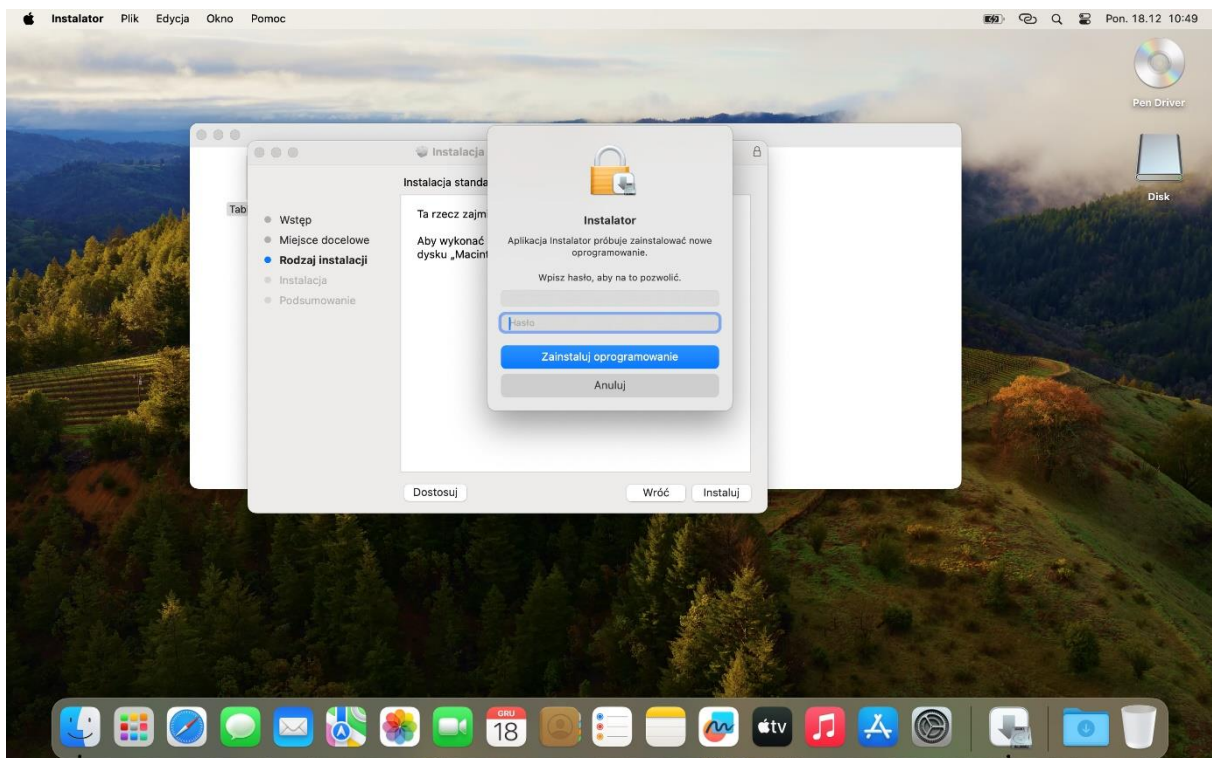 Instalator Plik Edycja Okno Pomoc
Pon. 18.12 10:49
Pen Driver
Disk
Tab
Instalacja
Instalacja standa
Wstęp
Miejsce docelowe
Rodzaj instalacji
Instalacja
Podsumowanie
Ta rzecz zajm
Aby wykonać
dysku „Macint
Instalator
Aplikacja Instalator próbuje zainstalować nowe
oprogramowanie.
Wpisz hasło, aby na to pozwolić.
Hasło
Zainstaluj oprogramowanie
Anuluj
Dostosuj
Wróć
Instaluj
GRU
18
tv